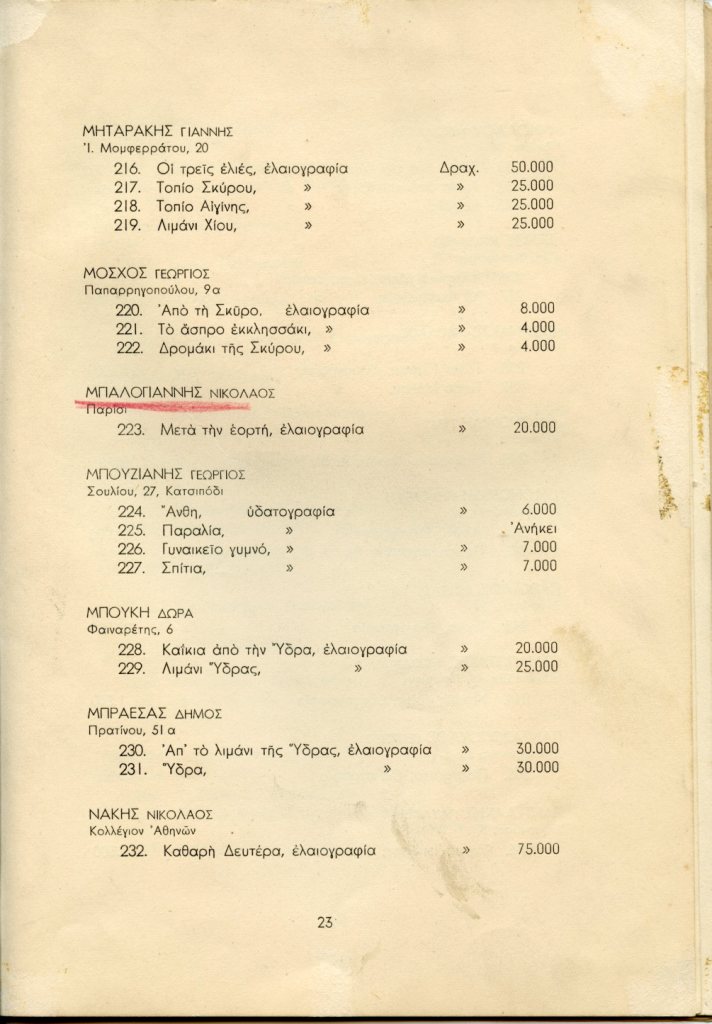 ΜΗΤΑΡΑΚΗΣ ΓΙΑΝΝΗΣ
Ἰ. Μομφερράτου, 20
216. Οἱ τρεῖς ἐλιές, ἐλαιογραφία Δραχ. 50.000
217. Τοπίο Σκύρου, » » 25.000
218. Τοπίο Αἰγίνης, » » 25.000
219. Λιμάνι Χίου, » » 25.000
ΜΟΣΧΟΣ ΓΕΩΡΓΙΟΣ
Παπαρρηγοπούλου, 9α
220. Ἀπὸ τὴ Σκῦρο, ἐλαιογραφία » 8.000
221. Τὸ ἄσπρο ἐκκλησσάκι, » » 4.000
222. Δρομάκι τῆς Σκύρου, » » 4.000
ΜΠΑΛΟΓΙΑΝΝΗΣ ΝΙΚΟΛΑΟΣ
Παρίσι
223. Μετὰ τὴν ἑορτή, ἐλαιογραφία » 20.000
ΜΠΟΥΖΙΑΝΗΣ ΓΕΩΡΓΙΟΣ
Σουλίου, 27, Κατσιπόδι
224. Ἄνθη, ὑδατογραφία » 6.000
225. Παραλία, » Ἀνήκει
226. Γυναικεῖο γυμνό, » » 7.000
227. Σπίτια, » » 7.000
ΜΠΟΥΚΗ ΔΩΡΑ
Φαιναρέτης, 6
228. Καΐκια ἀπὸ τὴν Ὕδρα, ἐλαιογραφία » 20.000
229. Λιμάνι Ὕδρας, » » 25.000
ΜΠΡΑΕΣΑΣ ΔΗΜΟΣ
Πρατίνου, 51α
230. Ἀπ' τὸ λιμάνι τῆς Ὕδρας, ἐλαιογραφία » 30.000
231. Ὕδρα, » » 30.000
ΝΑΚΗΣ ΝΙΚΟΛΑΟΣ
Κολλέγιον Ἀθηνῶν
232. Καθαρὴ Δευτέρα, ἐλαιογραφία » 75.000
23